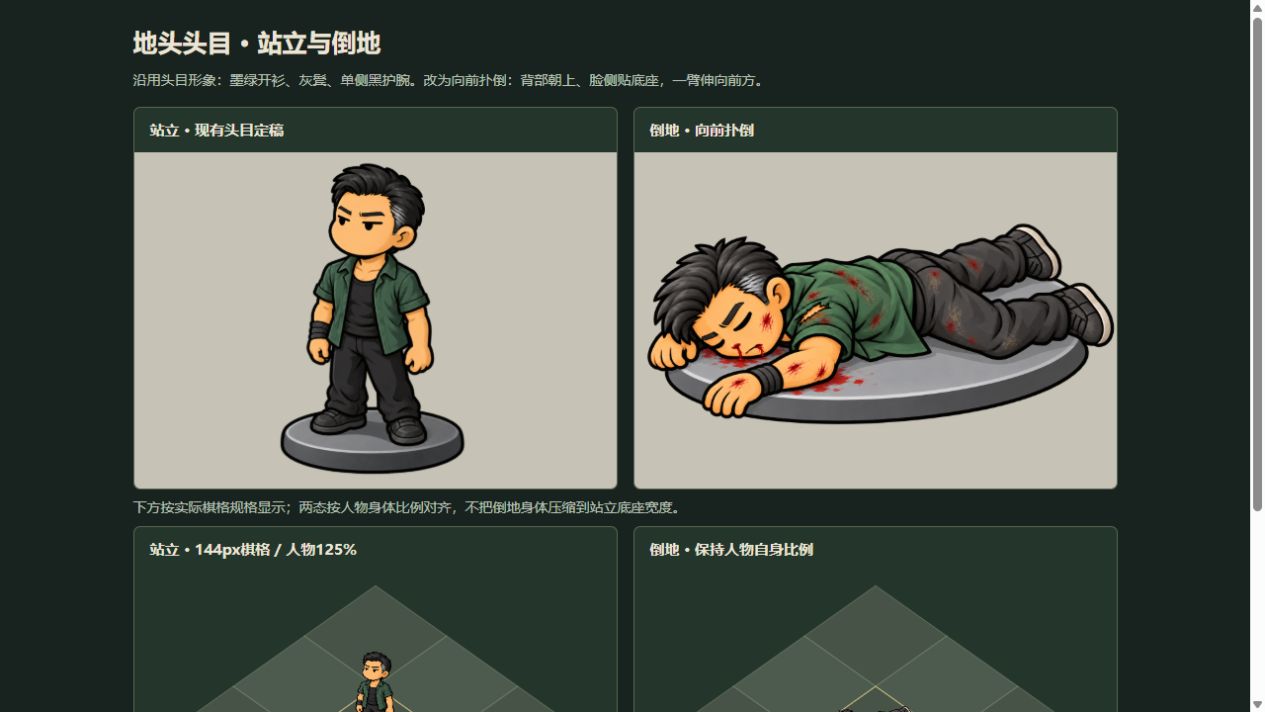 地头头目 · 站立与倒地
沿用头目形象：墨绿开衫、灰鬓、单侧黑护腕。改为向前扑倒：背部朝上、脸侧贴底座，一臂伸向前方。
站立 · 现有头目定稿
倒地 · 向前扑倒
下方按实际棋格规格显示；两态按人物身体比例对齐，不把倒地身体压缩到站立底座宽度。
站立 · 144px棋格 / 人物125%
倒地 · 保持人物自身比例